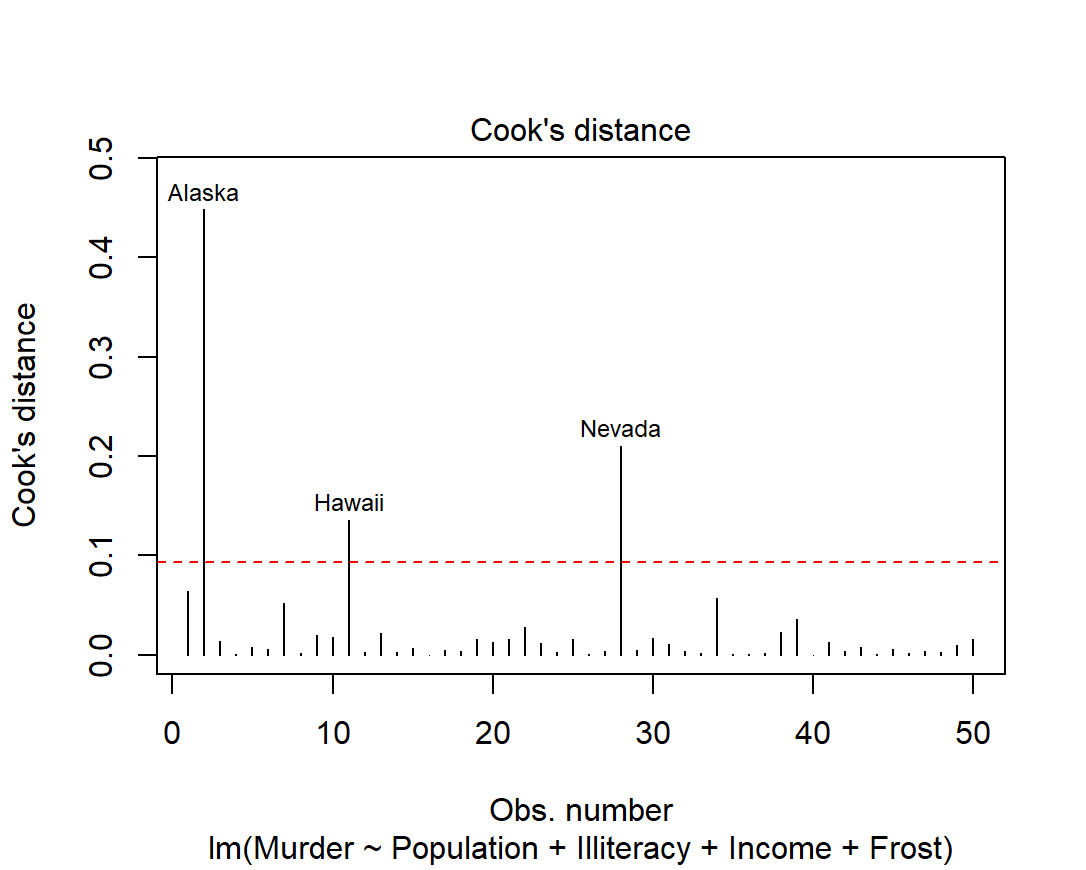 Cook's distance
0.5
0.4
0.3
0.2
0.1
0.0
Cook's distance
Alaska
Nevada
Hawaii
0 10 20 30 40 50
Obs. number
lm(Murder ~ Population + Illiteracy + Income + Frost)